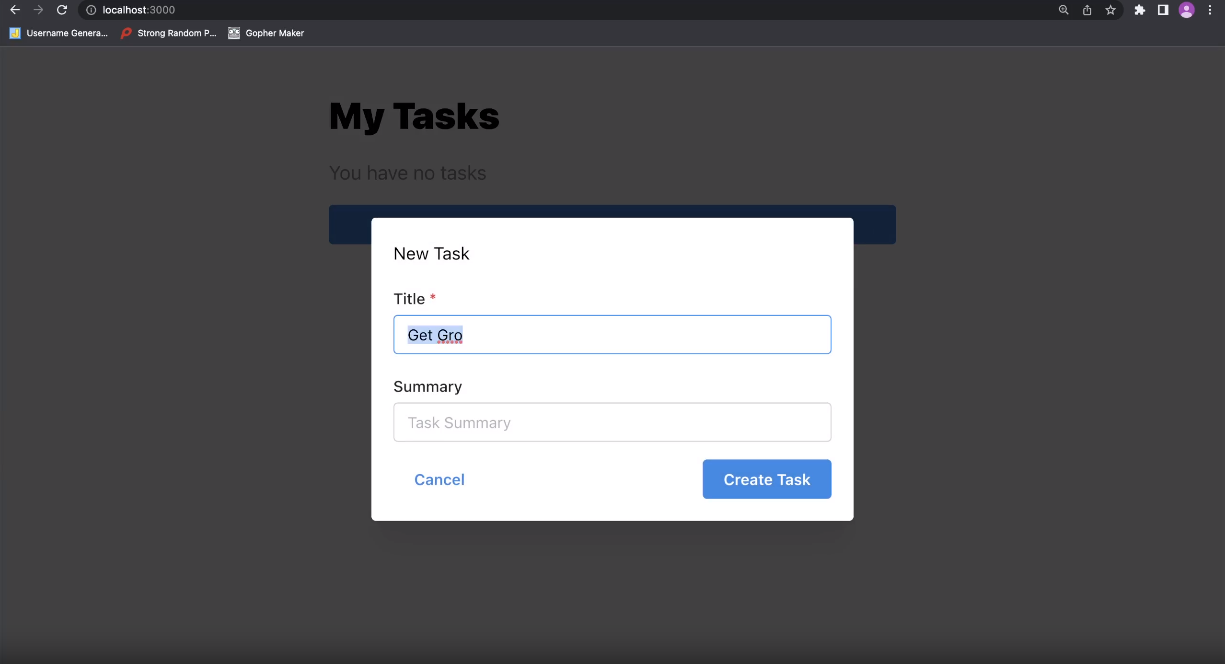 localhost:3000
Username Genera... Strong Random P... Gopher Maker
My Tasks
You have no tasks
New Task
Title *
Get Gro
Summary
Task Summary
Cancel Create Task